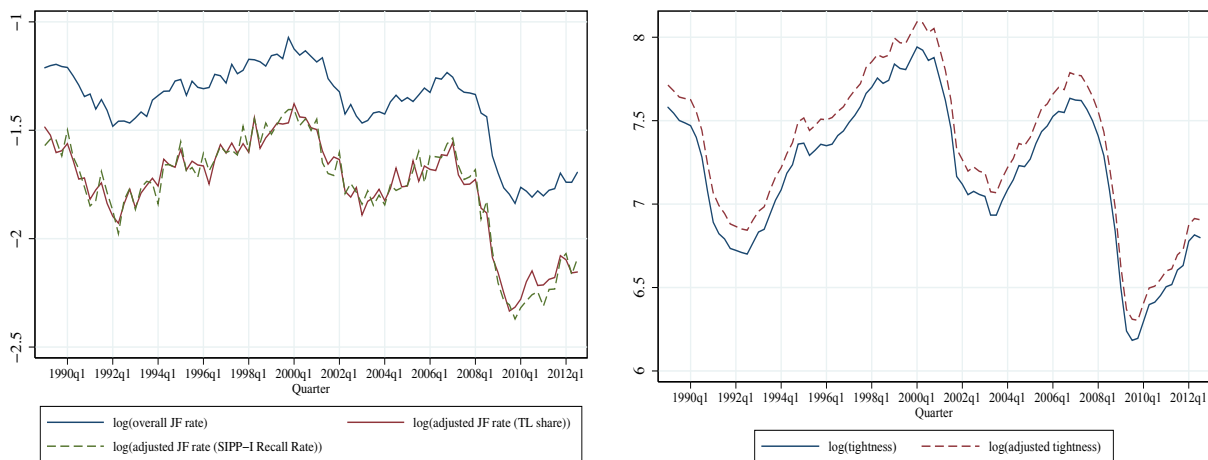 −1
−1.5
−2
−2.5
1990q1 1992q1 1994q1 1996q1 1998q1 2000q1 2002q1 2004q1 2006q1 2008q1 2010q1 2012q1
Quarter
log(overall JF rate) log(adjusted JF rate (TL share))
log(adjusted JF rate (SIPP−I Recall Rate))
8
7.5
7
6.5
6
1990q1 1992q1 1994q1 1996q1 1998q1 2000q1 2002q1 2004q1 2006q1 2008q1 2010q1 2012q1
Quarter
log(tightness) log(adjusted tightness)